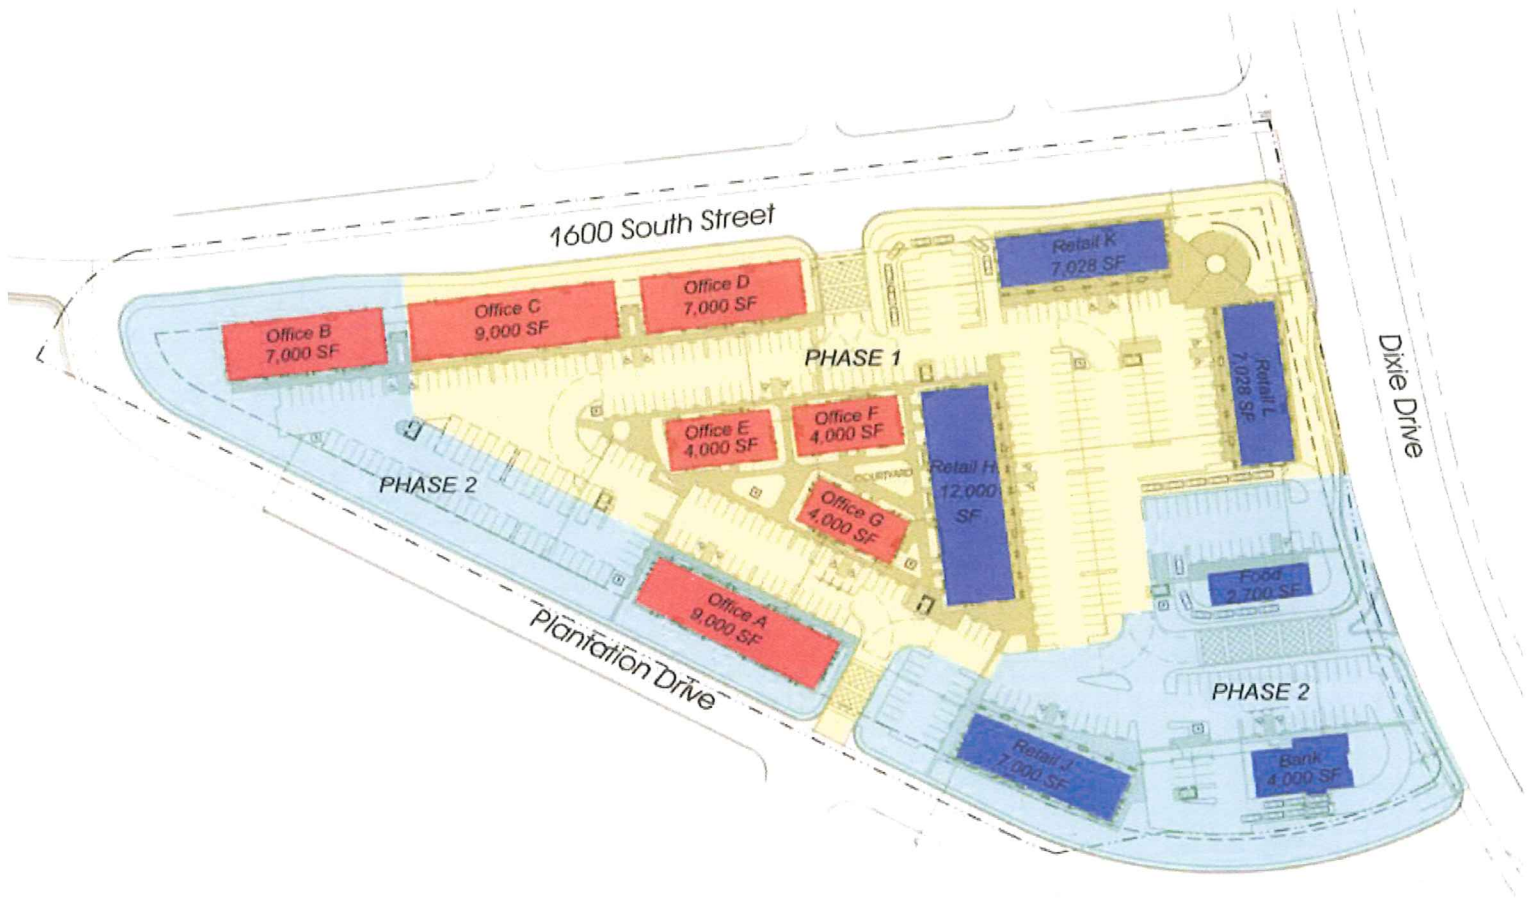 1600 South Street
Retail K
7,028 SF
Office D
7,000 SF
Office C
9,000 SF
Office B
7,000 SF
PHASE 1
Retail L
7,028 SF
Dixie Drive
Office E
4,000 SF
Office F
4,000 SF
COURTYARD
Retail H
12,000
SF
PHASE 2
Office G
4,000 SF
Office A
9,000 SF
Food
2,700 SF
Plantation Drive
PHASE 2
Retail J
7,000 SF
Bank
4,000 SF